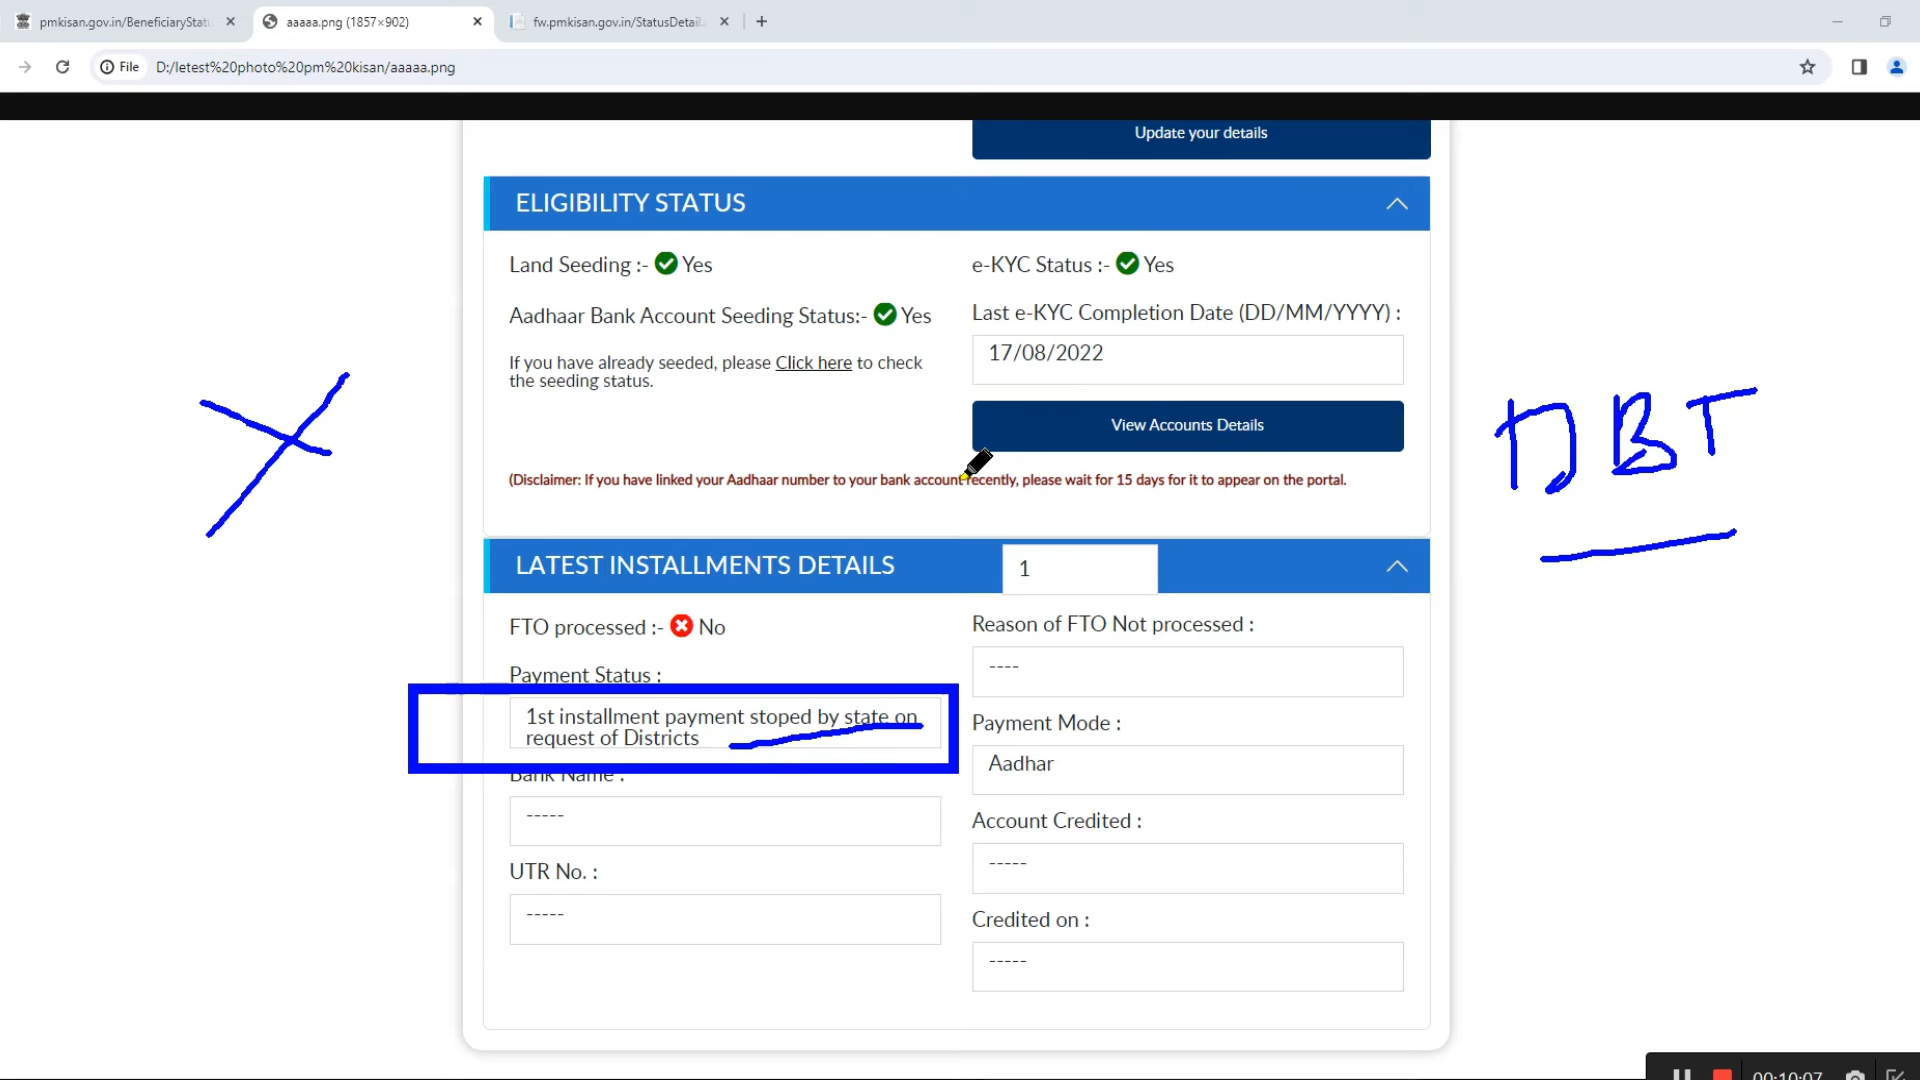 pmkisan.gov.in/BeneficiaryStatu
aaaaa.png (1857×902)
fw.pmkisan.gov.in/StatusDetail
File
D:/letest%20photo%20pm%20kisan/aaaaa.png
Update your details
ELIGIBILITY STATUS
Land Seeding :- Yes
e-KYC Status :- Yes
Aadhaar Bank Account Seeding Status:- Yes
Last e-KYC Completion Date (DD/MM/YYYY) :
17/08/2022
If you have already seeded, please Click here to check
the seeding status.
View Accounts Details
DBT
(Disclaimer: If you have linked your Aadhaar number to your bank account recently, please wait for 15 days for it to appear on the portal.
LATEST INSTALLMENTS DETAILS
1
FTO processed :- No
Reason of FTO Not processed :
----
Payment Status :
1st installment payment stoped by state on
request of Districts
Payment Mode :
Aadhar
Bank Name :
-----
Account Credited :
-----
UTR No. :
-----
Credited on :
-----
00:10:07